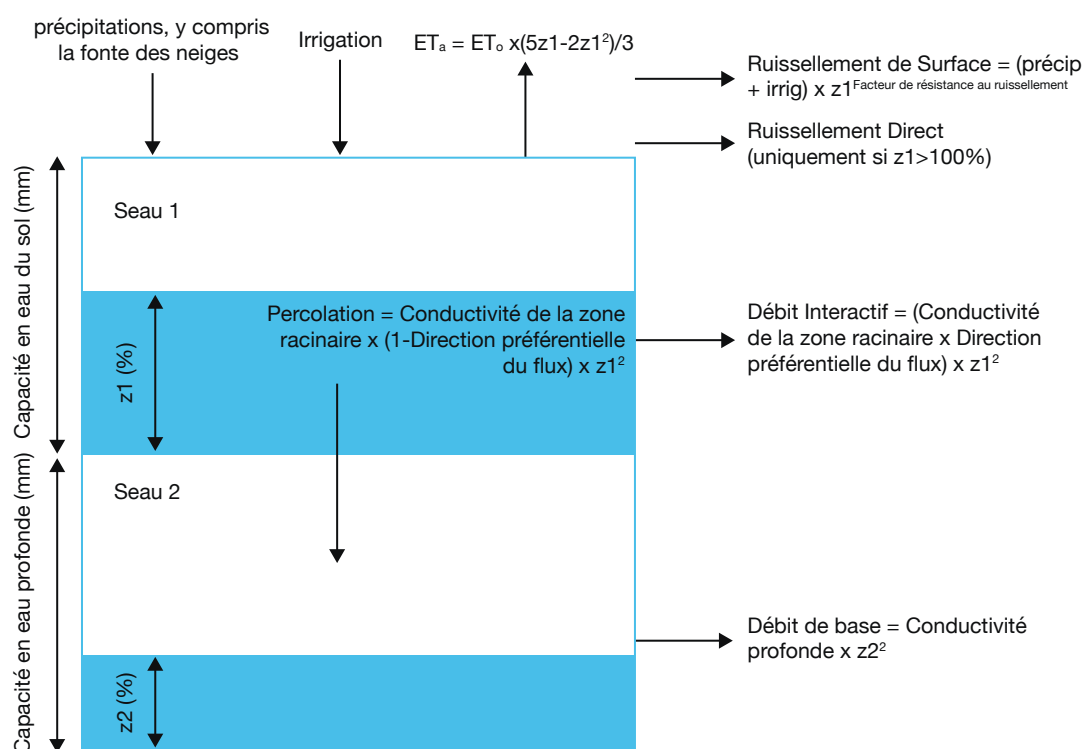 précipitations, y compris
la fonte des neiges
Irrigation
ETₐ = ETₒ x(5z1-2z1²)/3
Ruissellement de Surface = (précip
+ irrig) x z1^Facteur de résistance au ruissellement
Ruissellement Direct
(uniquement si z1>100%)
Capacité en eau du sol (mm)
Seau 1
z1 (%)
Percolation = Conductivité de la zone
racinaire x (1-Direction préférentielle
du flux) x z1²
Débit Interactif = (Conductivité
de la zone racinaire x Direction
préférentielle du flux) x z1²
Capacité en eau profonde (mm)
Seau 2
z2 (%)
Débit de base = Conductivité
profonde x z2²